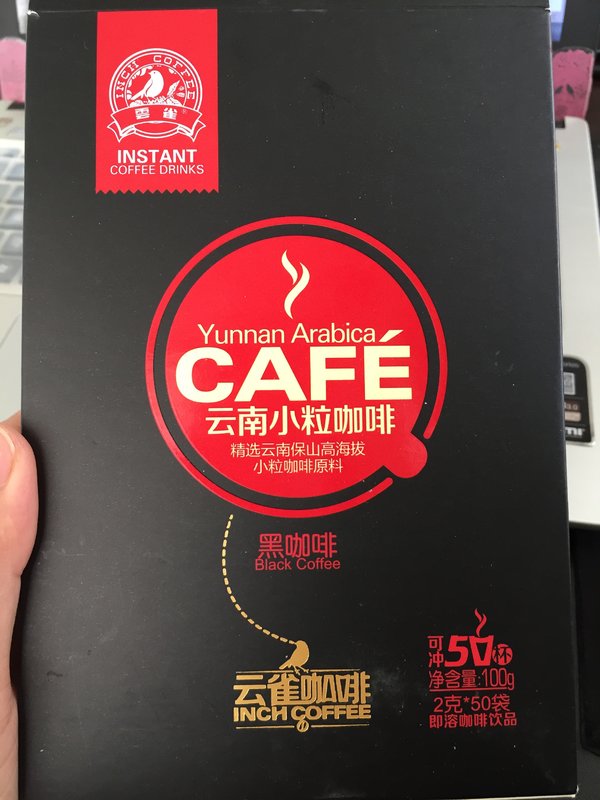 INCH COFFEE
雲雀
INSTANT
COFFEE DRINKS
Yunnan Arabica
CAFÉ
云南小粒咖啡
精选云南保山高海拔
小粒咖啡原料
黑咖啡
Black Coffee
云雀咖啡
INCH COFFEE
可冲50杯
净含量:100g
2克*50袋
即溶咖啡饮品